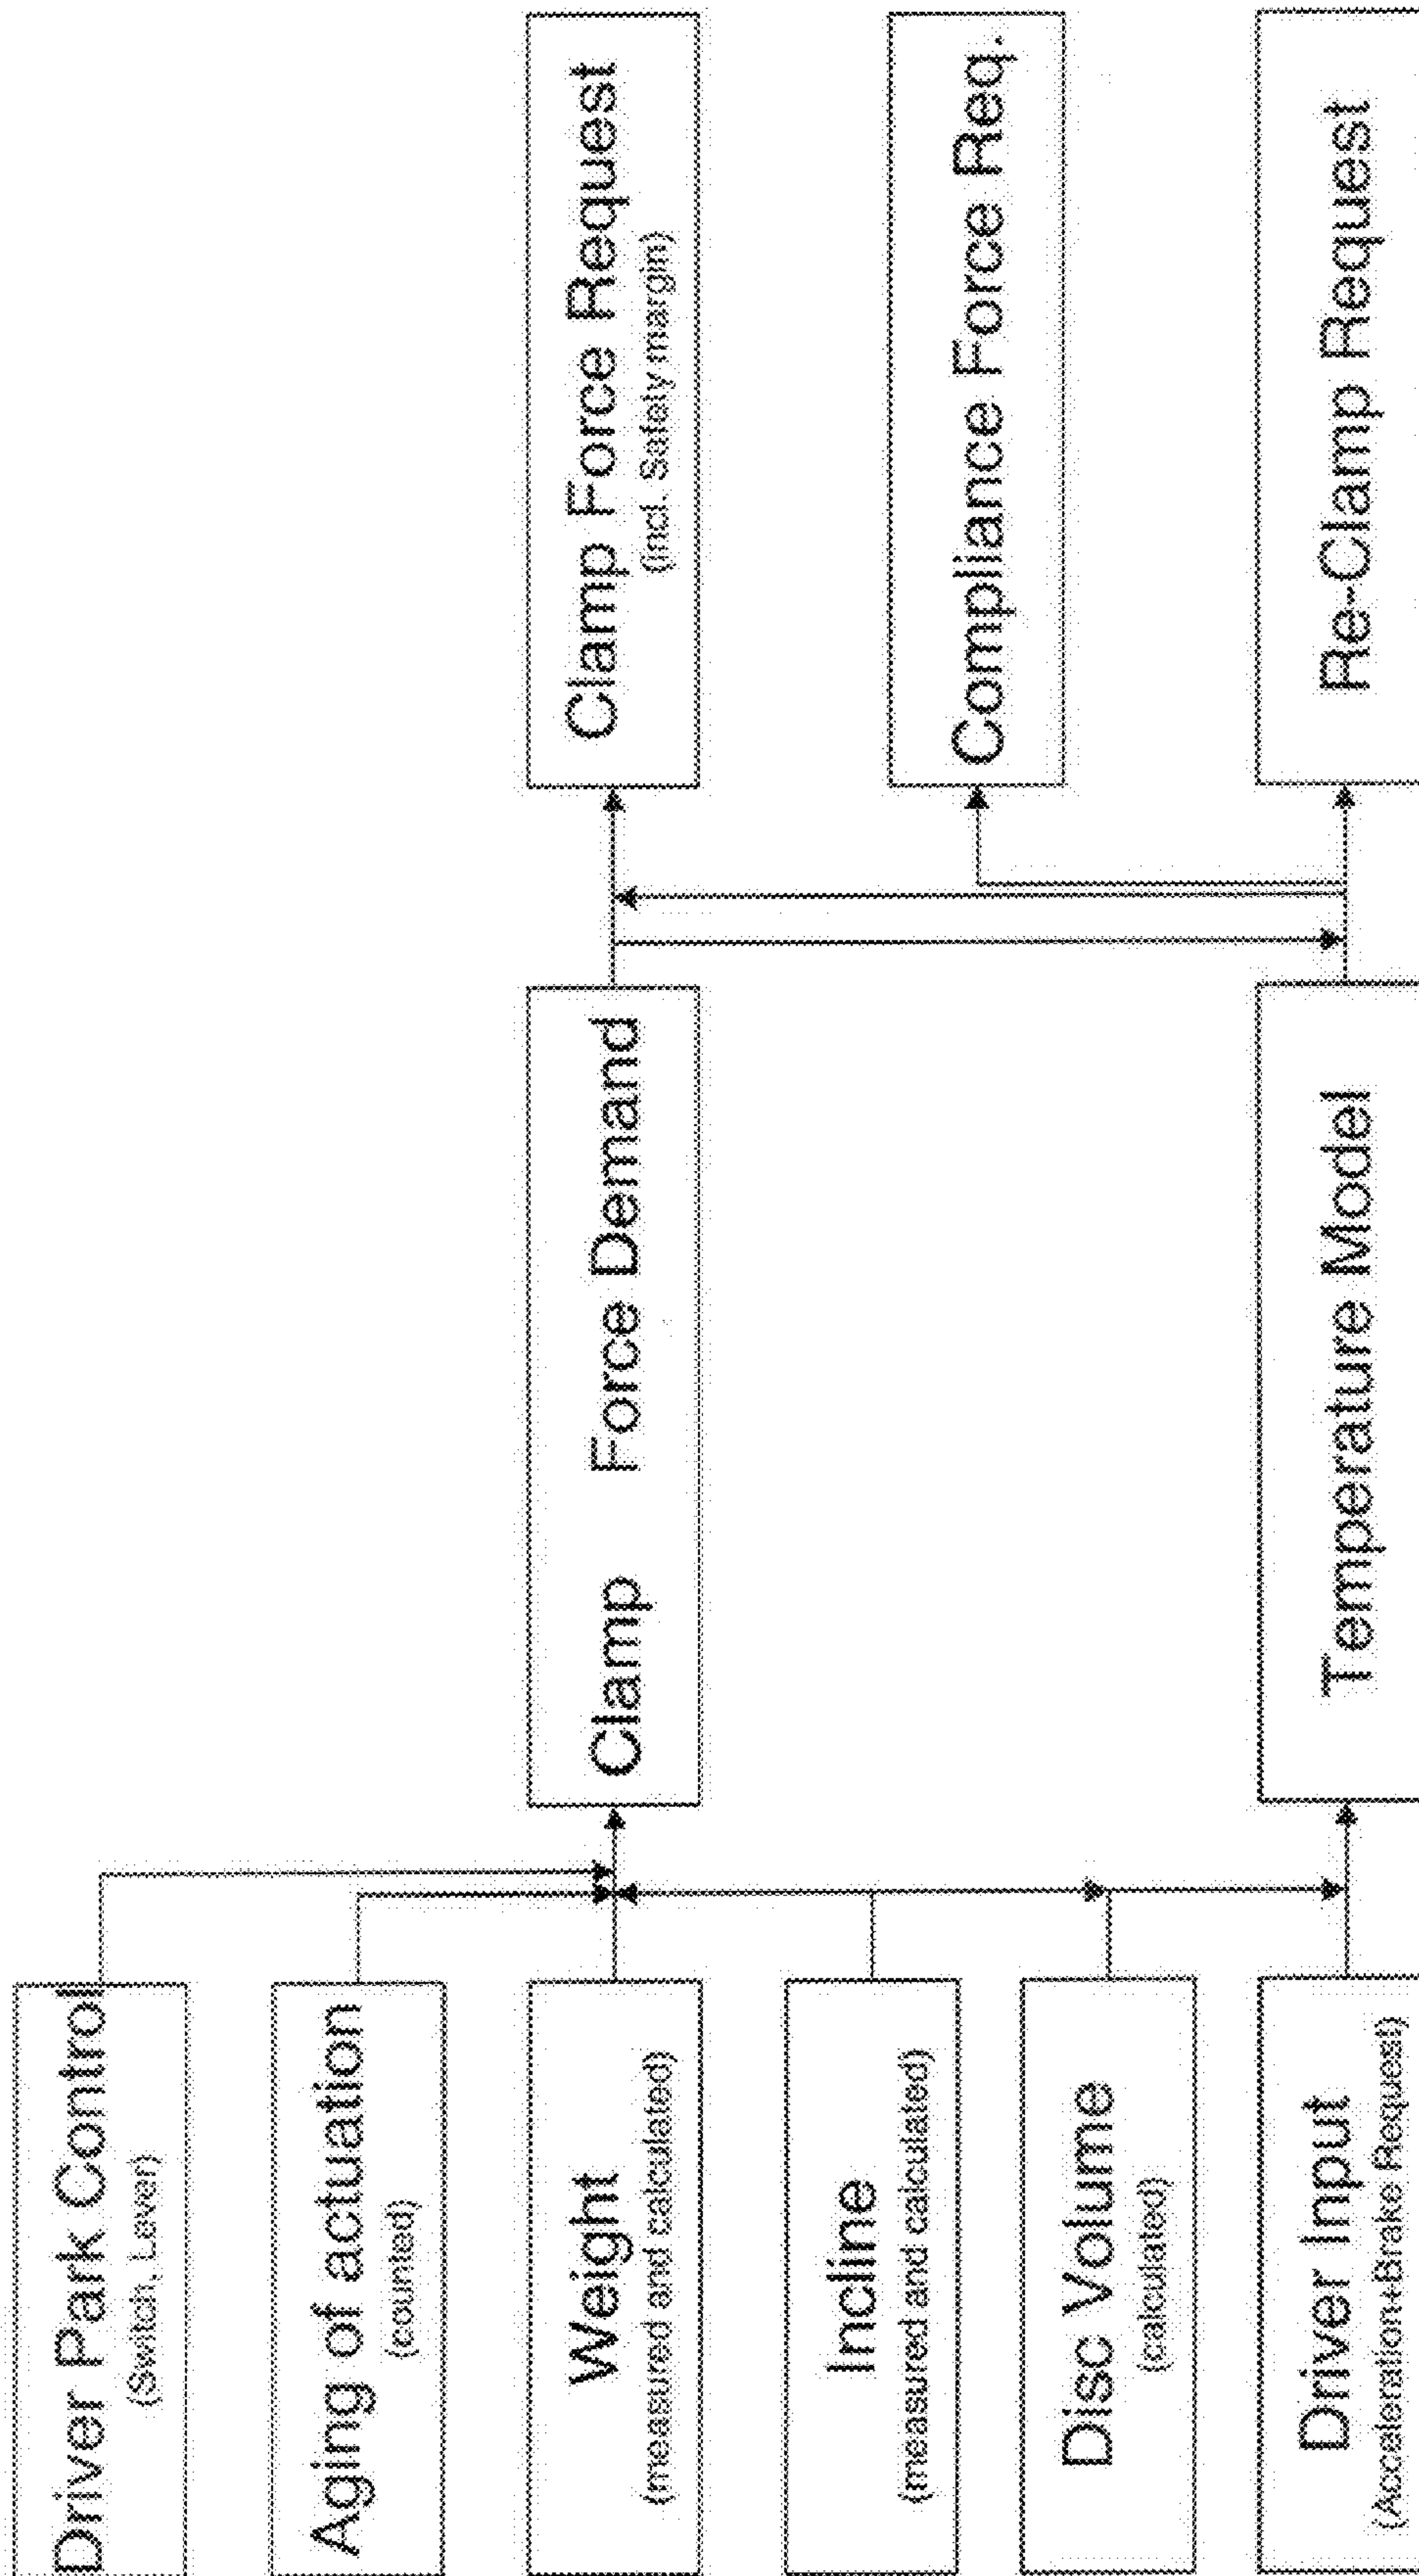 Driver Park Control
(Switch, Lever)
Aging of actuation
(counted)
Weight
(measured and calculated)
Incline
(measured and calculated)
Disc Volume
(calculated)
Driver Input
(Acceleration+Brake Request)
Clamp Force Demand
Temperature Model
Clamp Force Request
(incl. Safety margin)
Compliance Force Req.
Re-Clamp Request